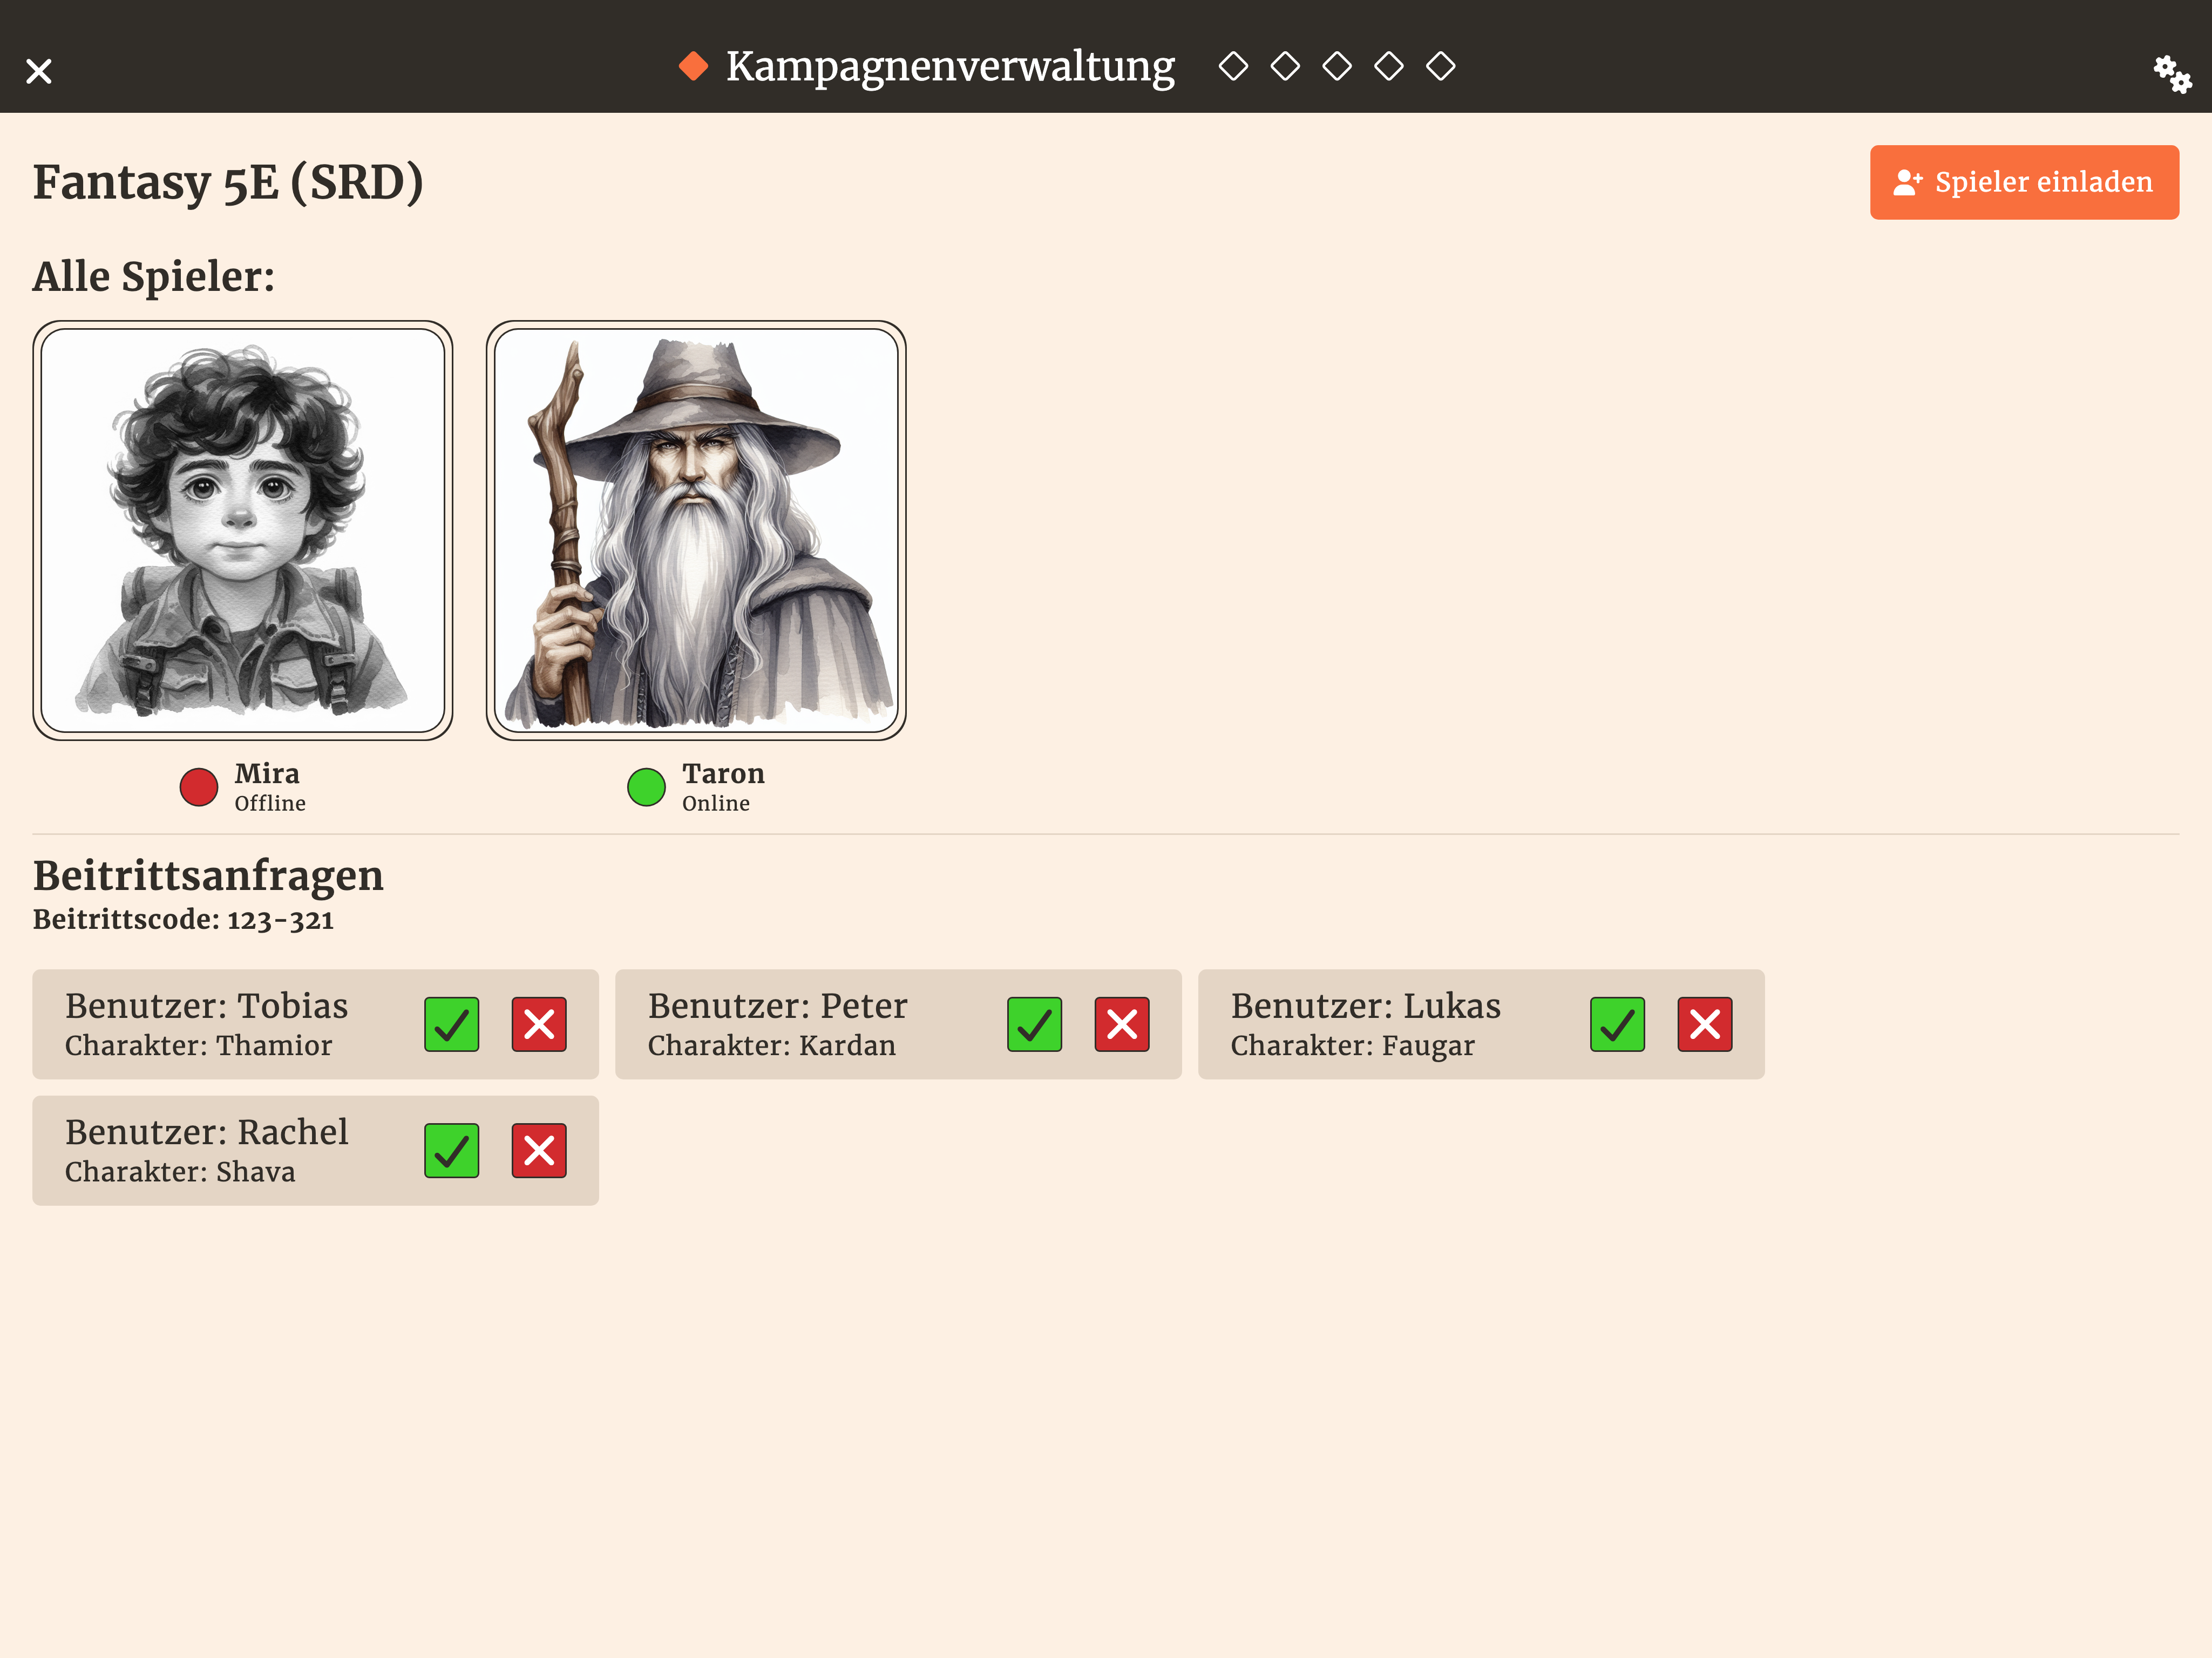 Kampagnenverwaltung
Fantasy 5E (SRD)
Spieler einladen
Alle Spieler:
Mira
Offline
Taron
Online
Beitrittsanfragen
Beitrittscode: 123-321
Benutzer: Tobias
Charakter: Thamior
Benutzer: Peter
Charakter: Kardan
Benutzer: Lukas
Charakter: Faugar
Benutzer: Rachel
Charakter: Shava